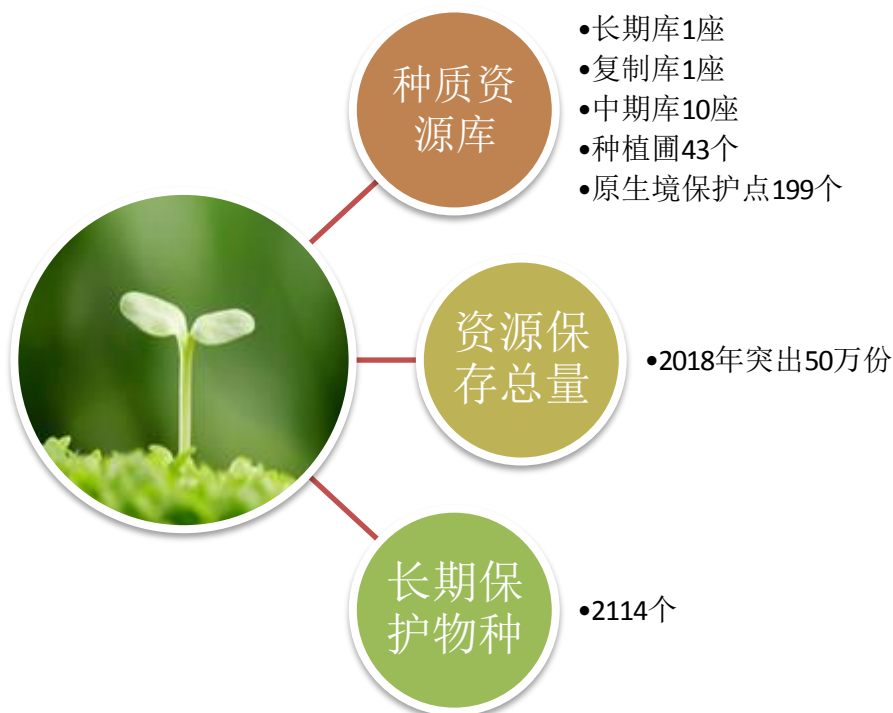 种质资
源库
•长期库1座
•复制库1座
•中期库10座
•种植圃43个
•原生境保护点199个
资源保
存总量
•2018年突出50万份
长期保
护物种
•2114个